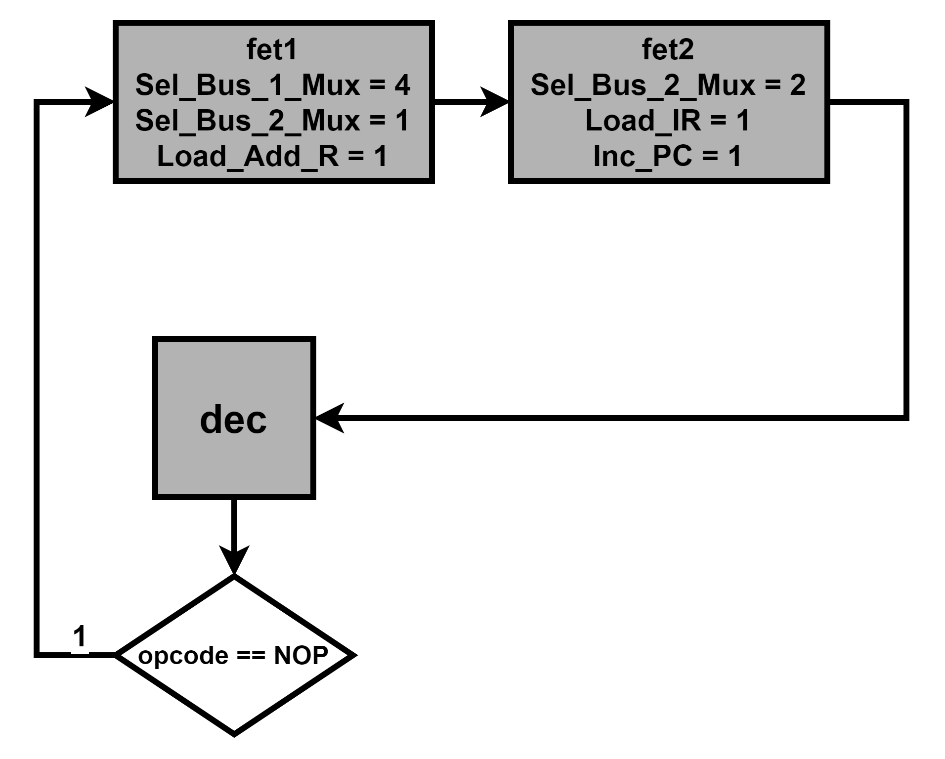 fet1
Sel_Bus_1_Mux = 4
Sel_Bus_2_Mux = 1
Load_Add_R = 1
fet2
Sel_Bus_2_Mux = 2
Load_IR = 1
Inc_PC = 1
dec
1
opcode == NOP